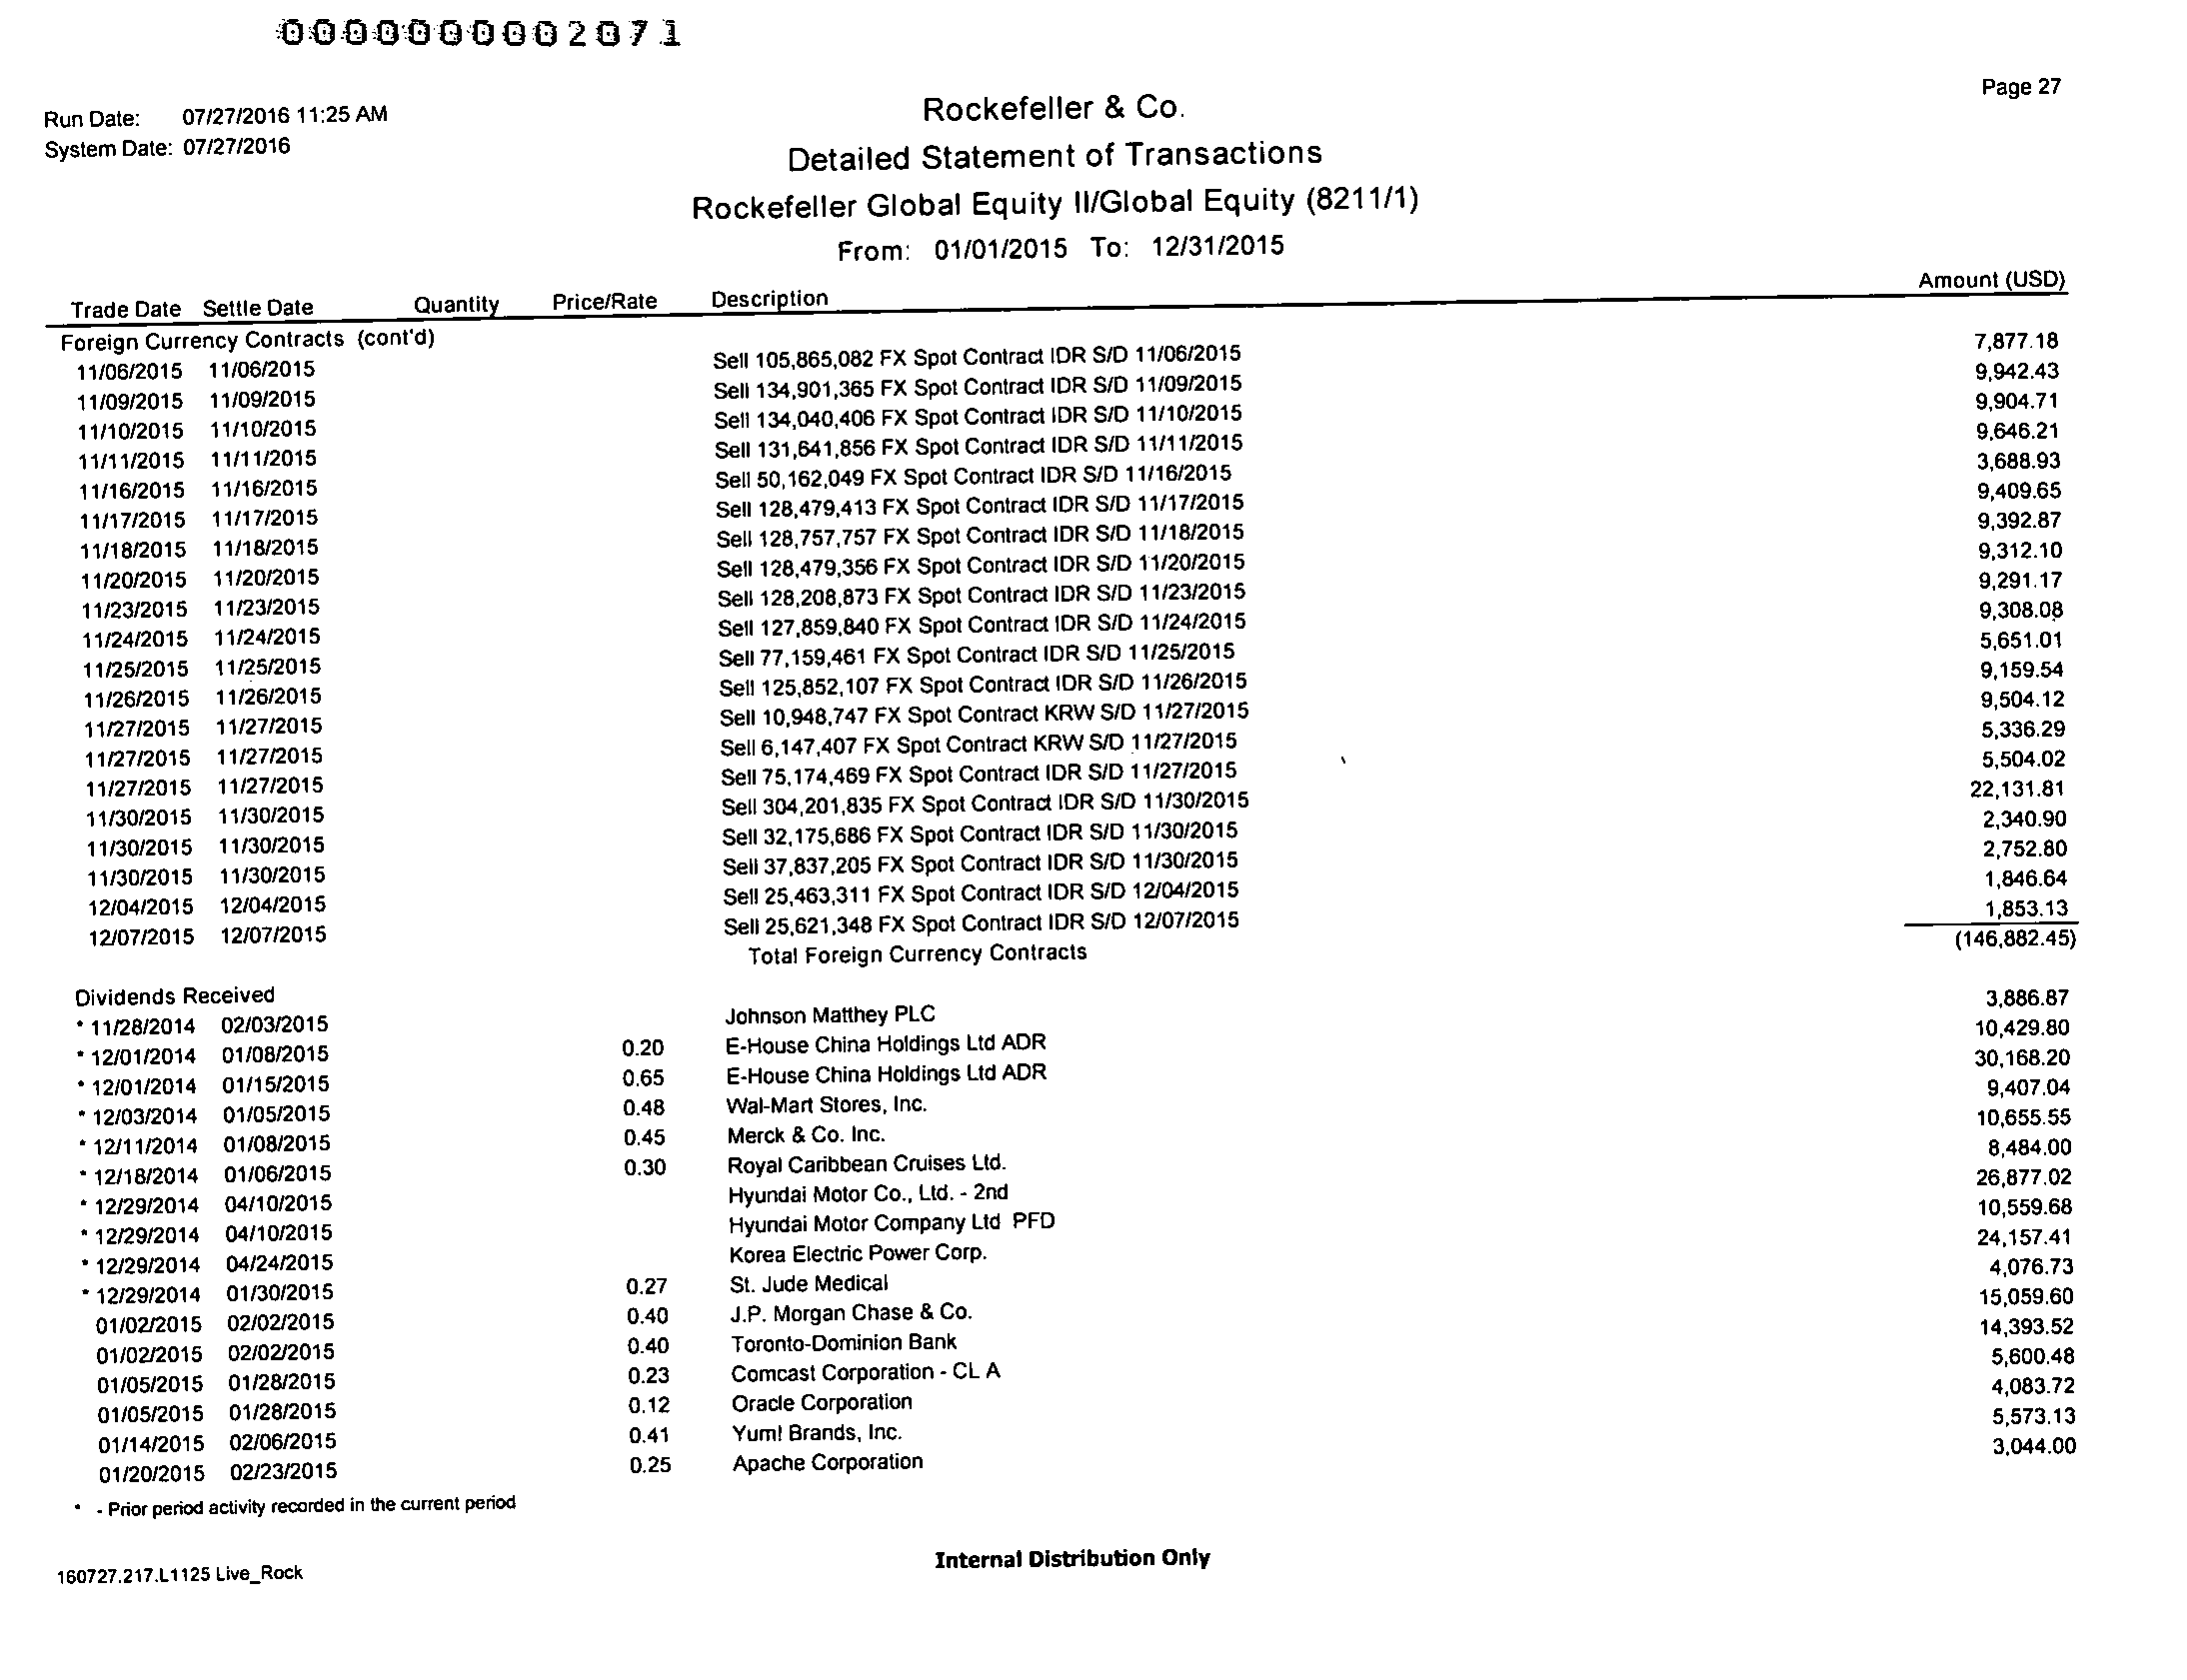 0000000002071
Page 27
Run Date: 07/27/2016 11:25 AM
System Date: 07/27/2016
Rockefeller & Co.
Detailed Statement of Transactions
Rockefeller Global Equity II/Global Equity (8211/1)
From: 01/01/2015 To: 12/31/2015
Trade Date Settle Date Quantity Price/Rate Description Amount (USD)
Foreign Currency Contracts (cont'd)
11/06/2015 11/06/2015 Sell 105,865,082 FX Spot Contract IDR S/D 11/06/2015 7,877.18
11/09/2015 11/09/2015 Sell 134,901,365 FX Spot Contract IDR S/D 11/09/2015 9,942.43
11/10/2015 11/10/2015 Sell 134,040,406 FX Spot Contract IDR S/D 11/10/2015 9,904.71
11/11/2015 11/11/2015 Sell 131,641,856 FX Spot Contract IDR S/D 11/11/2015 9,646.21
11/16/2015 11/16/2015 Sell 50,162,049 FX Spot Contract IDR S/D 11/16/2015 3,688.93
11/17/2015 11/17/2015 Sell 128,479,413 FX Spot Contract IDR S/D 11/17/2015 9,409.65
11/18/2015 11/18/2015 Sell 128,757,757 FX Spot Contract IDR S/D 11/18/2015 9,392.87
11/20/2015 11/20/2015 Sell 128,479,356 FX Spot Contract IDR S/D 11/20/2015 9,312.10
11/23/2015 11/23/2015 Sell 128,208,873 FX Spot Contract IDR S/D 11/23/2015 9,291.17
11/24/2015 11/24/2015 Sell 127,859,840 FX Spot Contract IDR S/D 11/24/2015 9,308.08
11/25/2015 11/25/2015 Sell 77,159,461 FX Spot Contract IDR S/D 11/25/2015 5,651.01
11/26/2015 11/26/2015 Sell 125,852,107 FX Spot Contract IDR S/D 11/26/2015 9,159.54
11/27/2015 11/27/2015 Sell 10,948,747 FX Spot Contract KRW S/D 11/27/2015 9,504.12
11/27/2015 11/27/2015 Sell 6,147,407 FX Spot Contract KRW S/D 11/27/2015 5,336.29
11/27/2015 11/27/2015 Sell 75,174,469 FX Spot Contract IDR S/D 11/27/2015 5,504.02
11/30/2015 11/30/2015 Sell 304,201,835 FX Spot Contract IDR S/D 11/30/2015 22,131.81
11/30/2015 11/30/2015 Sell 32,175,686 FX Spot Contract IDR S/D 11/30/2015 2,340.90
11/30/2015 11/30/2015 Sell 37,837,205 FX Spot Contract IDR S/D 11/30/2015 2,752.80
12/04/2015 12/04/2015 Sell 25,463,311 FX Spot Contract IDR S/D 12/04/2015 1,846.64
12/07/2015 12/07/2015 Sell 25,621,348 FX Spot Contract IDR S/D 12/07/2015 1,853.13
Total Foreign Currency Contracts (146,882.45)
Dividends Received
* 11/28/2014 02/03/2015 Johnson Matthey PLC 3,886.87
* 12/01/2014 01/08/2015 0.20 E-House China Holdings Ltd ADR 10,429.80
* 12/01/2014 01/15/2015 0.65 E-House China Holdings Ltd ADR 30,168.20
* 12/03/2014 01/05/2015 0.48 Wal-Mart Stores, Inc. 9,407.04
* 12/11/2014 01/08/2015 0.45 Merck & Co. Inc. 10,655.55
* 12/18/2014 01/06/2015 0.30 Royal Caribbean Cruises Ltd. 8,484.00
* 12/29/2014 04/10/2015 Hyundai Motor Co., Ltd. - 2nd 26,877.02
* 12/29/2014 04/10/2015 Hyundai Motor Company Ltd PFD 10,559.68
* 12/29/2014 04/24/2015 Korea Electric Power Corp. 24,157.41
* 12/29/2014 01/30/2015 0.27 St. Jude Medical 4,076.73
01/02/2015 02/02/2015 0.40 J.P. Morgan Chase & Co. 15,059.60
01/02/2015 02/02/2015 0.40 Toronto-Dominion Bank 14,393.52
01/05/2015 01/28/2015 0.23 Comcast Corporation - CL A 5,600.48
01/05/2015 01/28/2015 0.12 Oracle Corporation 4,083.72
01/14/2015 02/06/2015 0.41 Yum! Brands, Inc. 5,573.13
01/20/2015 02/23/2015 0.25 Apache Corporation 3,044.00
* - Prior period activity recorded in the current period
Internal Distribution Only
160727.217.L1125 Live_Rock